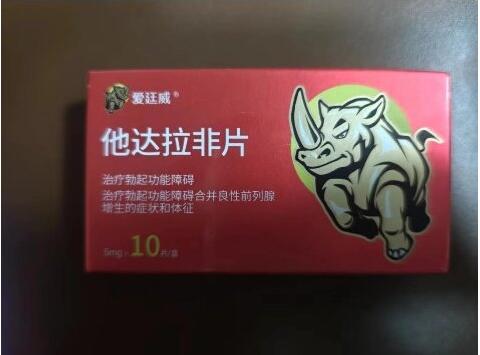 爱廷威®
他达拉非片
治疗勃起功能障碍
治疗勃起功能障碍合并良性前列腺
增生的症状和体征
5mg×10片/盒